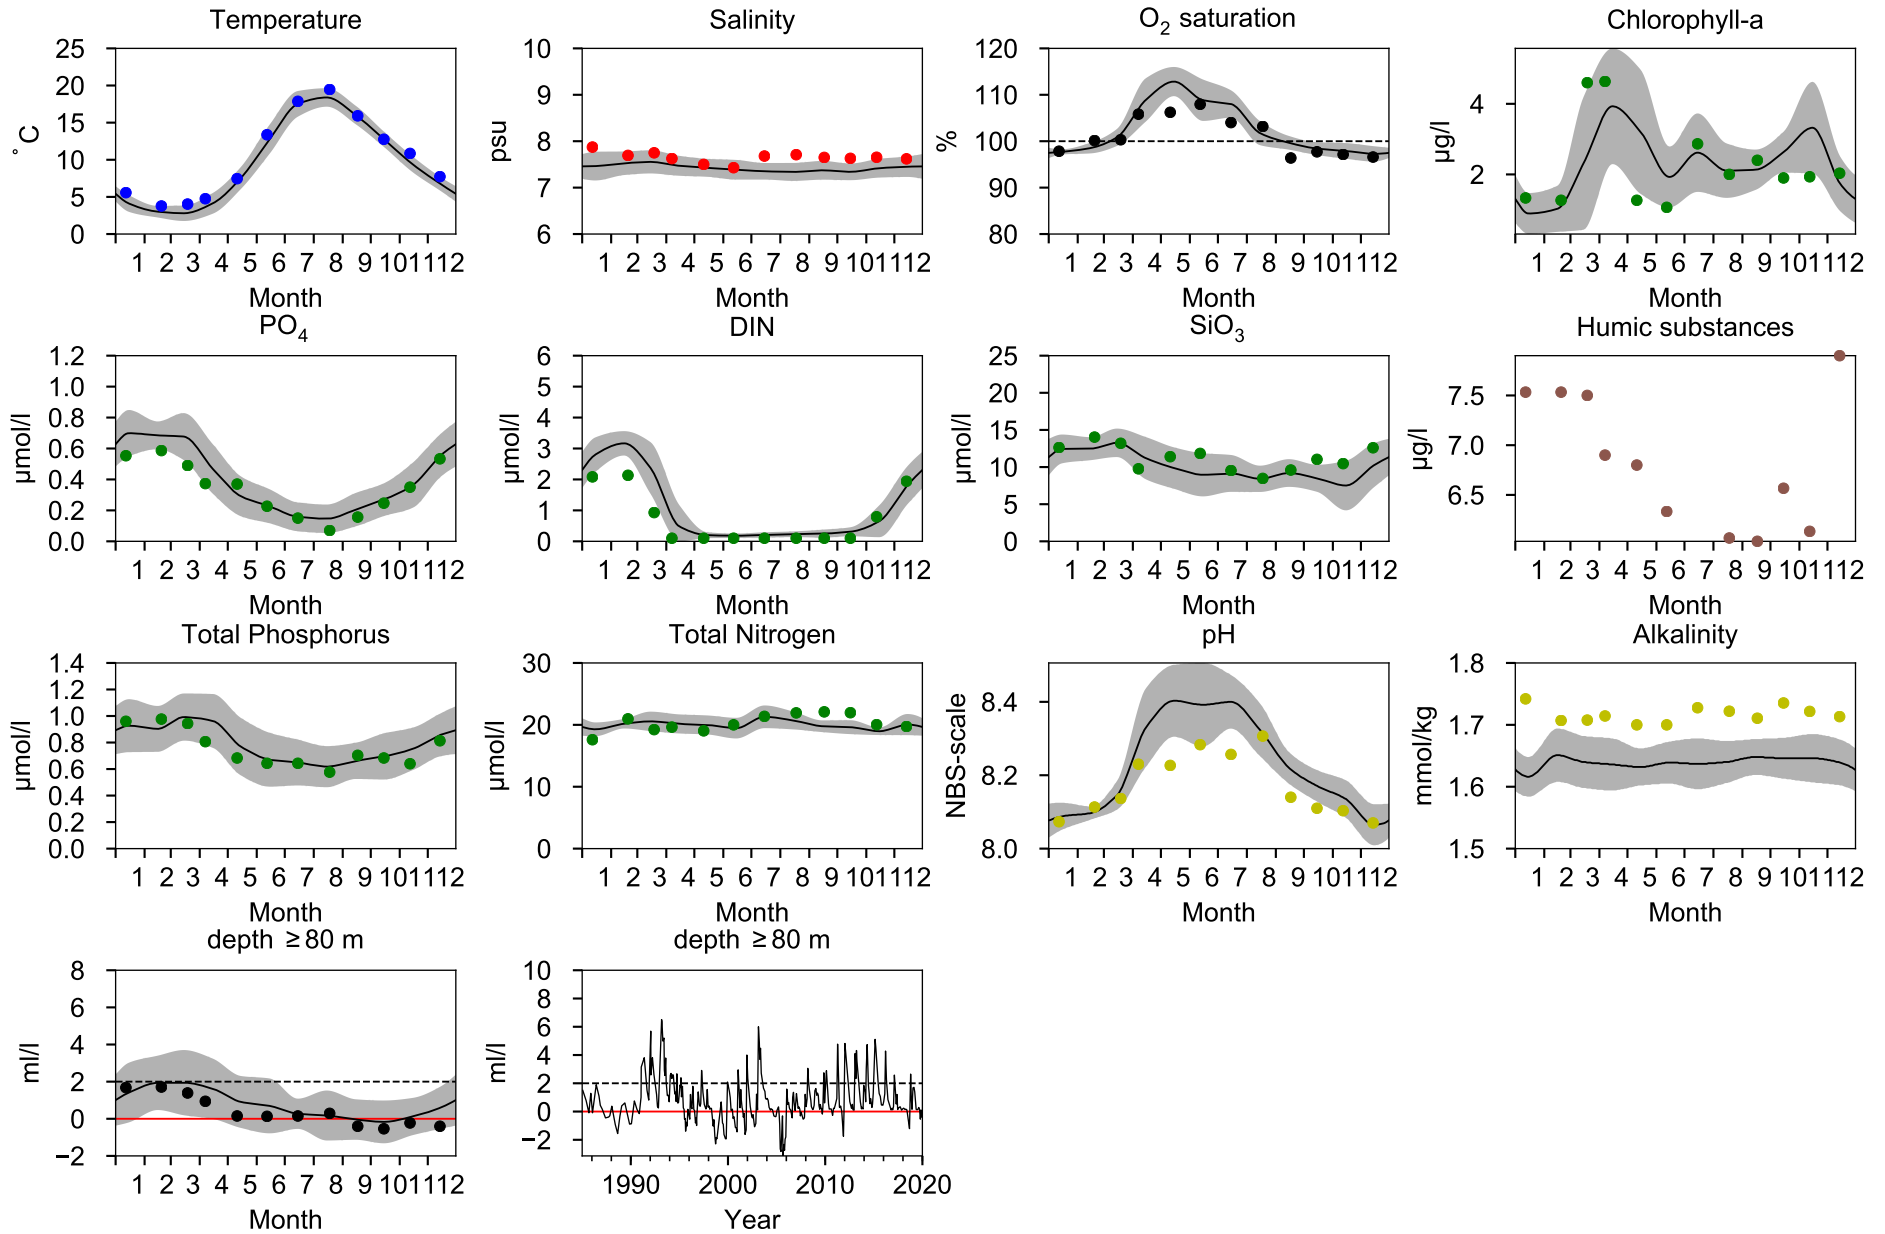 Temperature
Salinity
O2 saturation
Chlorophyll-a
25
20
15
10
5
0
°C
1 2 3 4 5 6 7 8 9 10 11 12
Month
10
9
8
7
6
psu
1 2 3 4 5 6 7 8 9 10 11 12
Month
120
110
100
90
80
%
1 2 3 4 5 6 7 8 9 10 11 12
Month
4
2
µg/l
1 2 3 4 5 6 7 8 9 10 11 12
Month
PO4
DIN
SiO3
Humic substances
1.2
1.0
0.8
0.6
0.4
0.2
0.0
µmol/l
1 2 3 4 5 6 7 8 9 10 11 12
Month
6
5
4
3
2
1
0
µmol/l
1 2 3 4 5 6 7 8 9 10 11 12
Month
25
20
15
10
5
0
µmol/l
1 2 3 4 5 6 7 8 9 10 11 12
Month
7.5
7.0
6.5
µg/l
1 2 3 4 5 6 7 8 9 10 11 12
Month
Total Phosphorus
Total Nitrogen
pH
Alkalinity
1.4
1.2
1.0
0.8
0.6
0.4
0.2
0.0
µmol/l
1 2 3 4 5 6 7 8 9 10 11 12
Month
30
20
10
0
µmol/l
1 2 3 4 5 6 7 8 9 10 11 12
Month
8.4
8.2
8.0
NBS-scale
1 2 3 4 5 6 7 8 9 10 11 12
Month
1.8
1.7
1.6
1.5
mmol/kg
1 2 3 4 5 6 7 8 9 10 11 12
Month
depth ≥80 m
depth ≥80 m
8
6
4
2
0
−2
ml/l
1 2 3 4 5 6 7 8 9 10 11 12
Month
10
8
6
4
2
0
−2
ml/l
1990 2000 2010 2020
Year